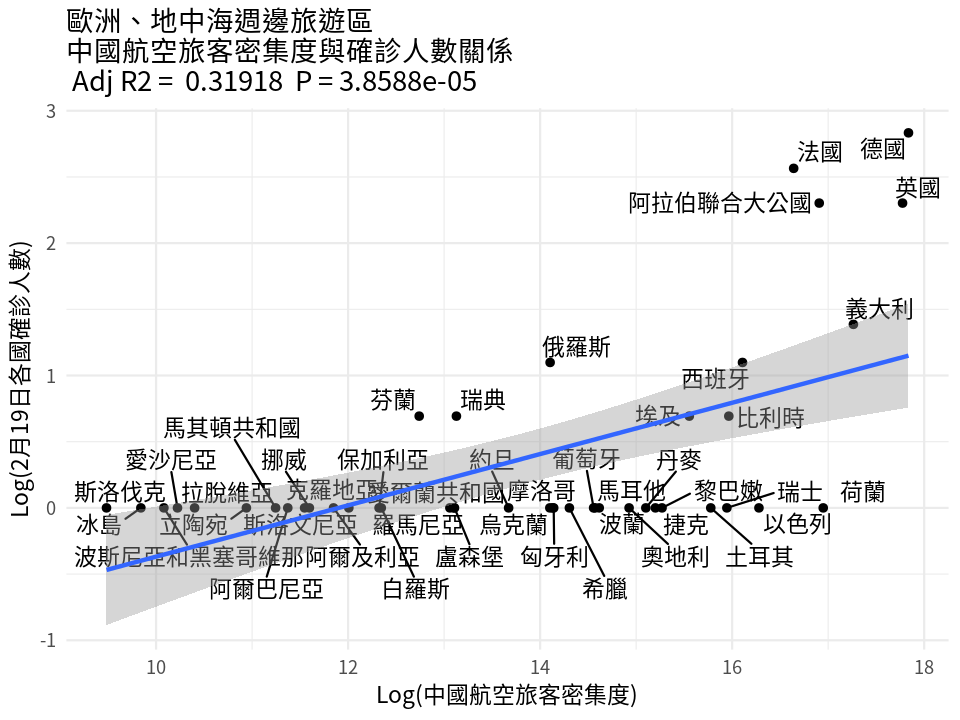 歐洲、地中海週邊旅遊區
中國航空旅客密集度與確診人數關係
Adj R2 = 0.31918 P = 3.8588e-05
3
法國
德國
英國
阿拉伯聯合大公國
2
Log(2月19日各國確診人數)
義大利
俄羅斯
1
西班牙
芬蘭
瑞典
埃及
比利時
馬其頓共和國
愛沙尼亞
挪威
保加利亞
約旦
葡萄牙
丹麥
斯洛伐克
拉脫維亞
克羅地亞
愛爾蘭共和國
摩洛哥
馬耳他
黎巴嫩
瑞士
荷蘭
0
冰島
立陶宛
斯洛文尼亞
羅馬尼亞
烏克蘭
波蘭
捷克
以色列
波斯尼亞和黑塞哥維那
阿爾及利亞
盧森堡
匈牙利
奧地利
土耳其
阿爾巴尼亞
白羅斯
希臘
-1
10
12
14
16
18
Log(中國航空旅客密集度)